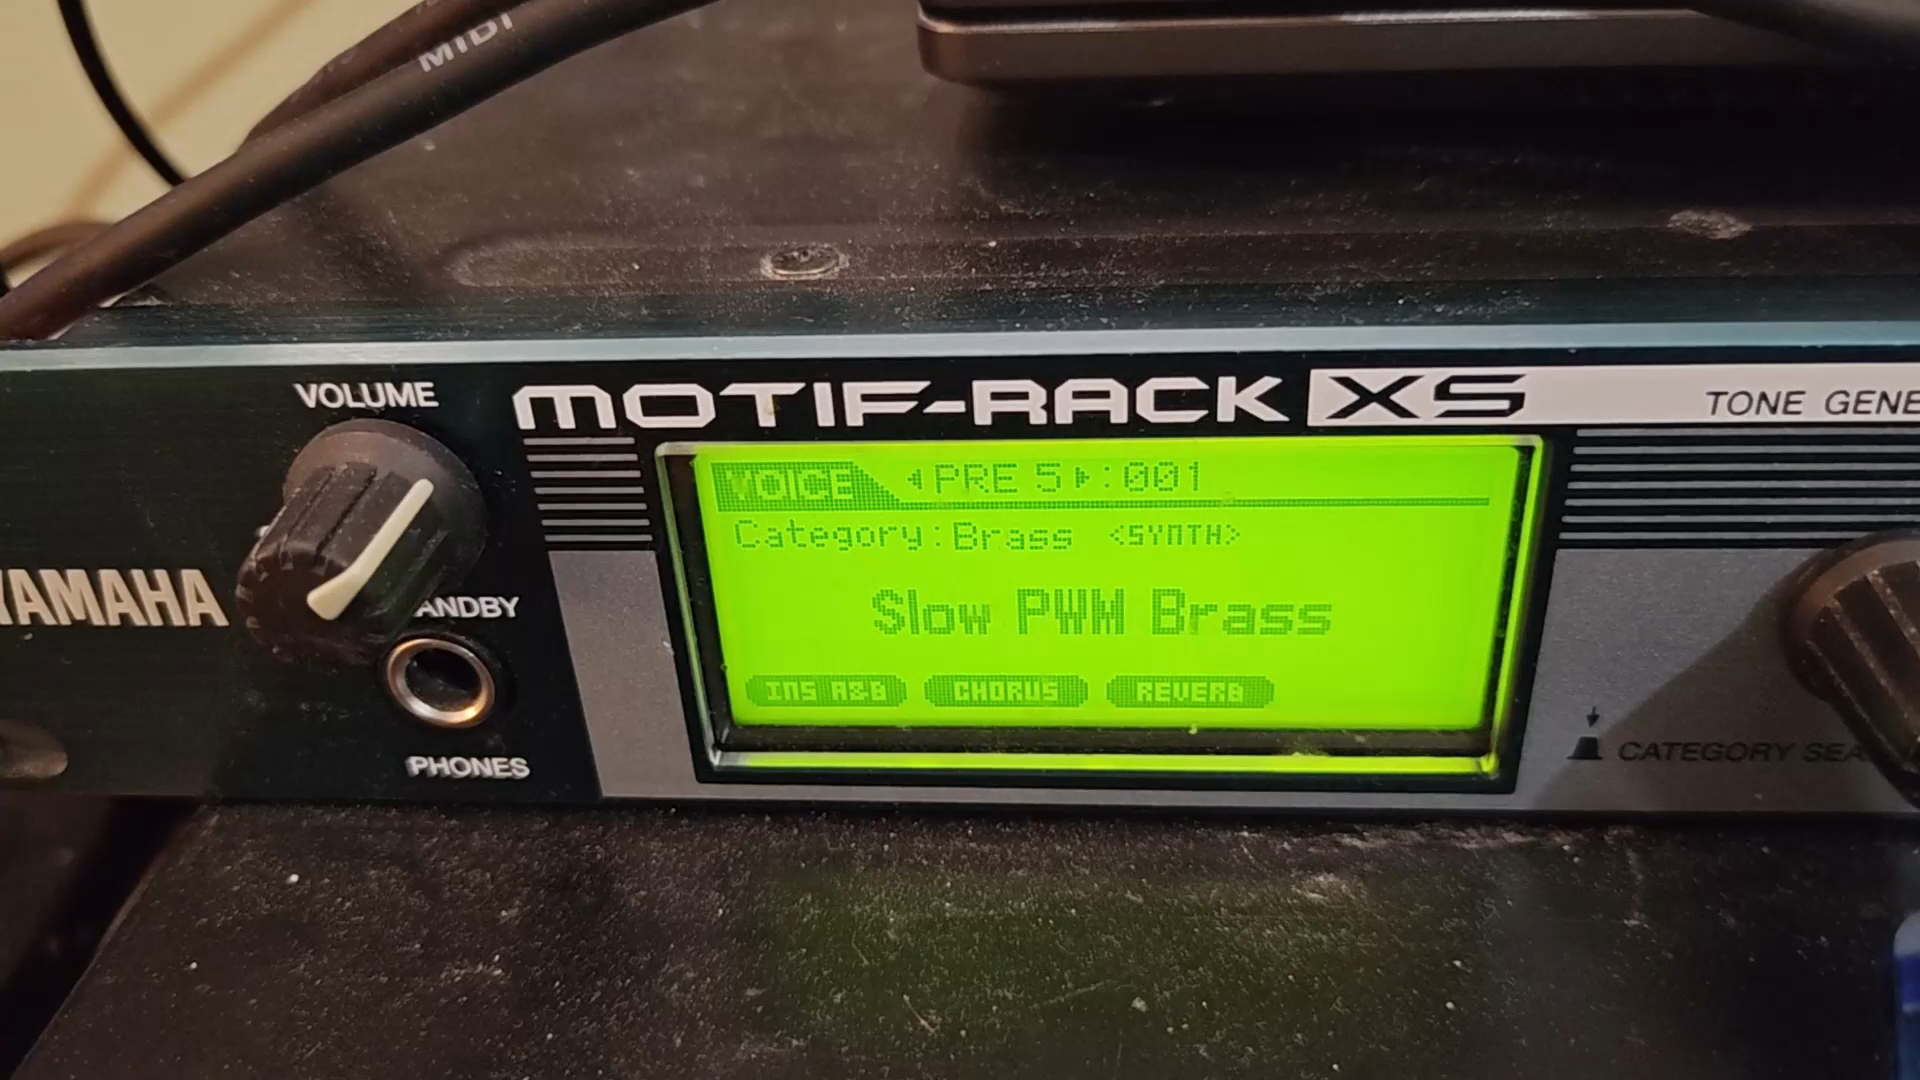 MIDI
VOLUME
MOTIF-RACK XS
TONE GENE
VOICE ◀PRE 5▶:001
Category:Brass <SYNTH>
Slow PWM Brass
INS A&B CHORUS REVERB
YAMAHA
ANDBY
PHONES
CATEGORY SEA